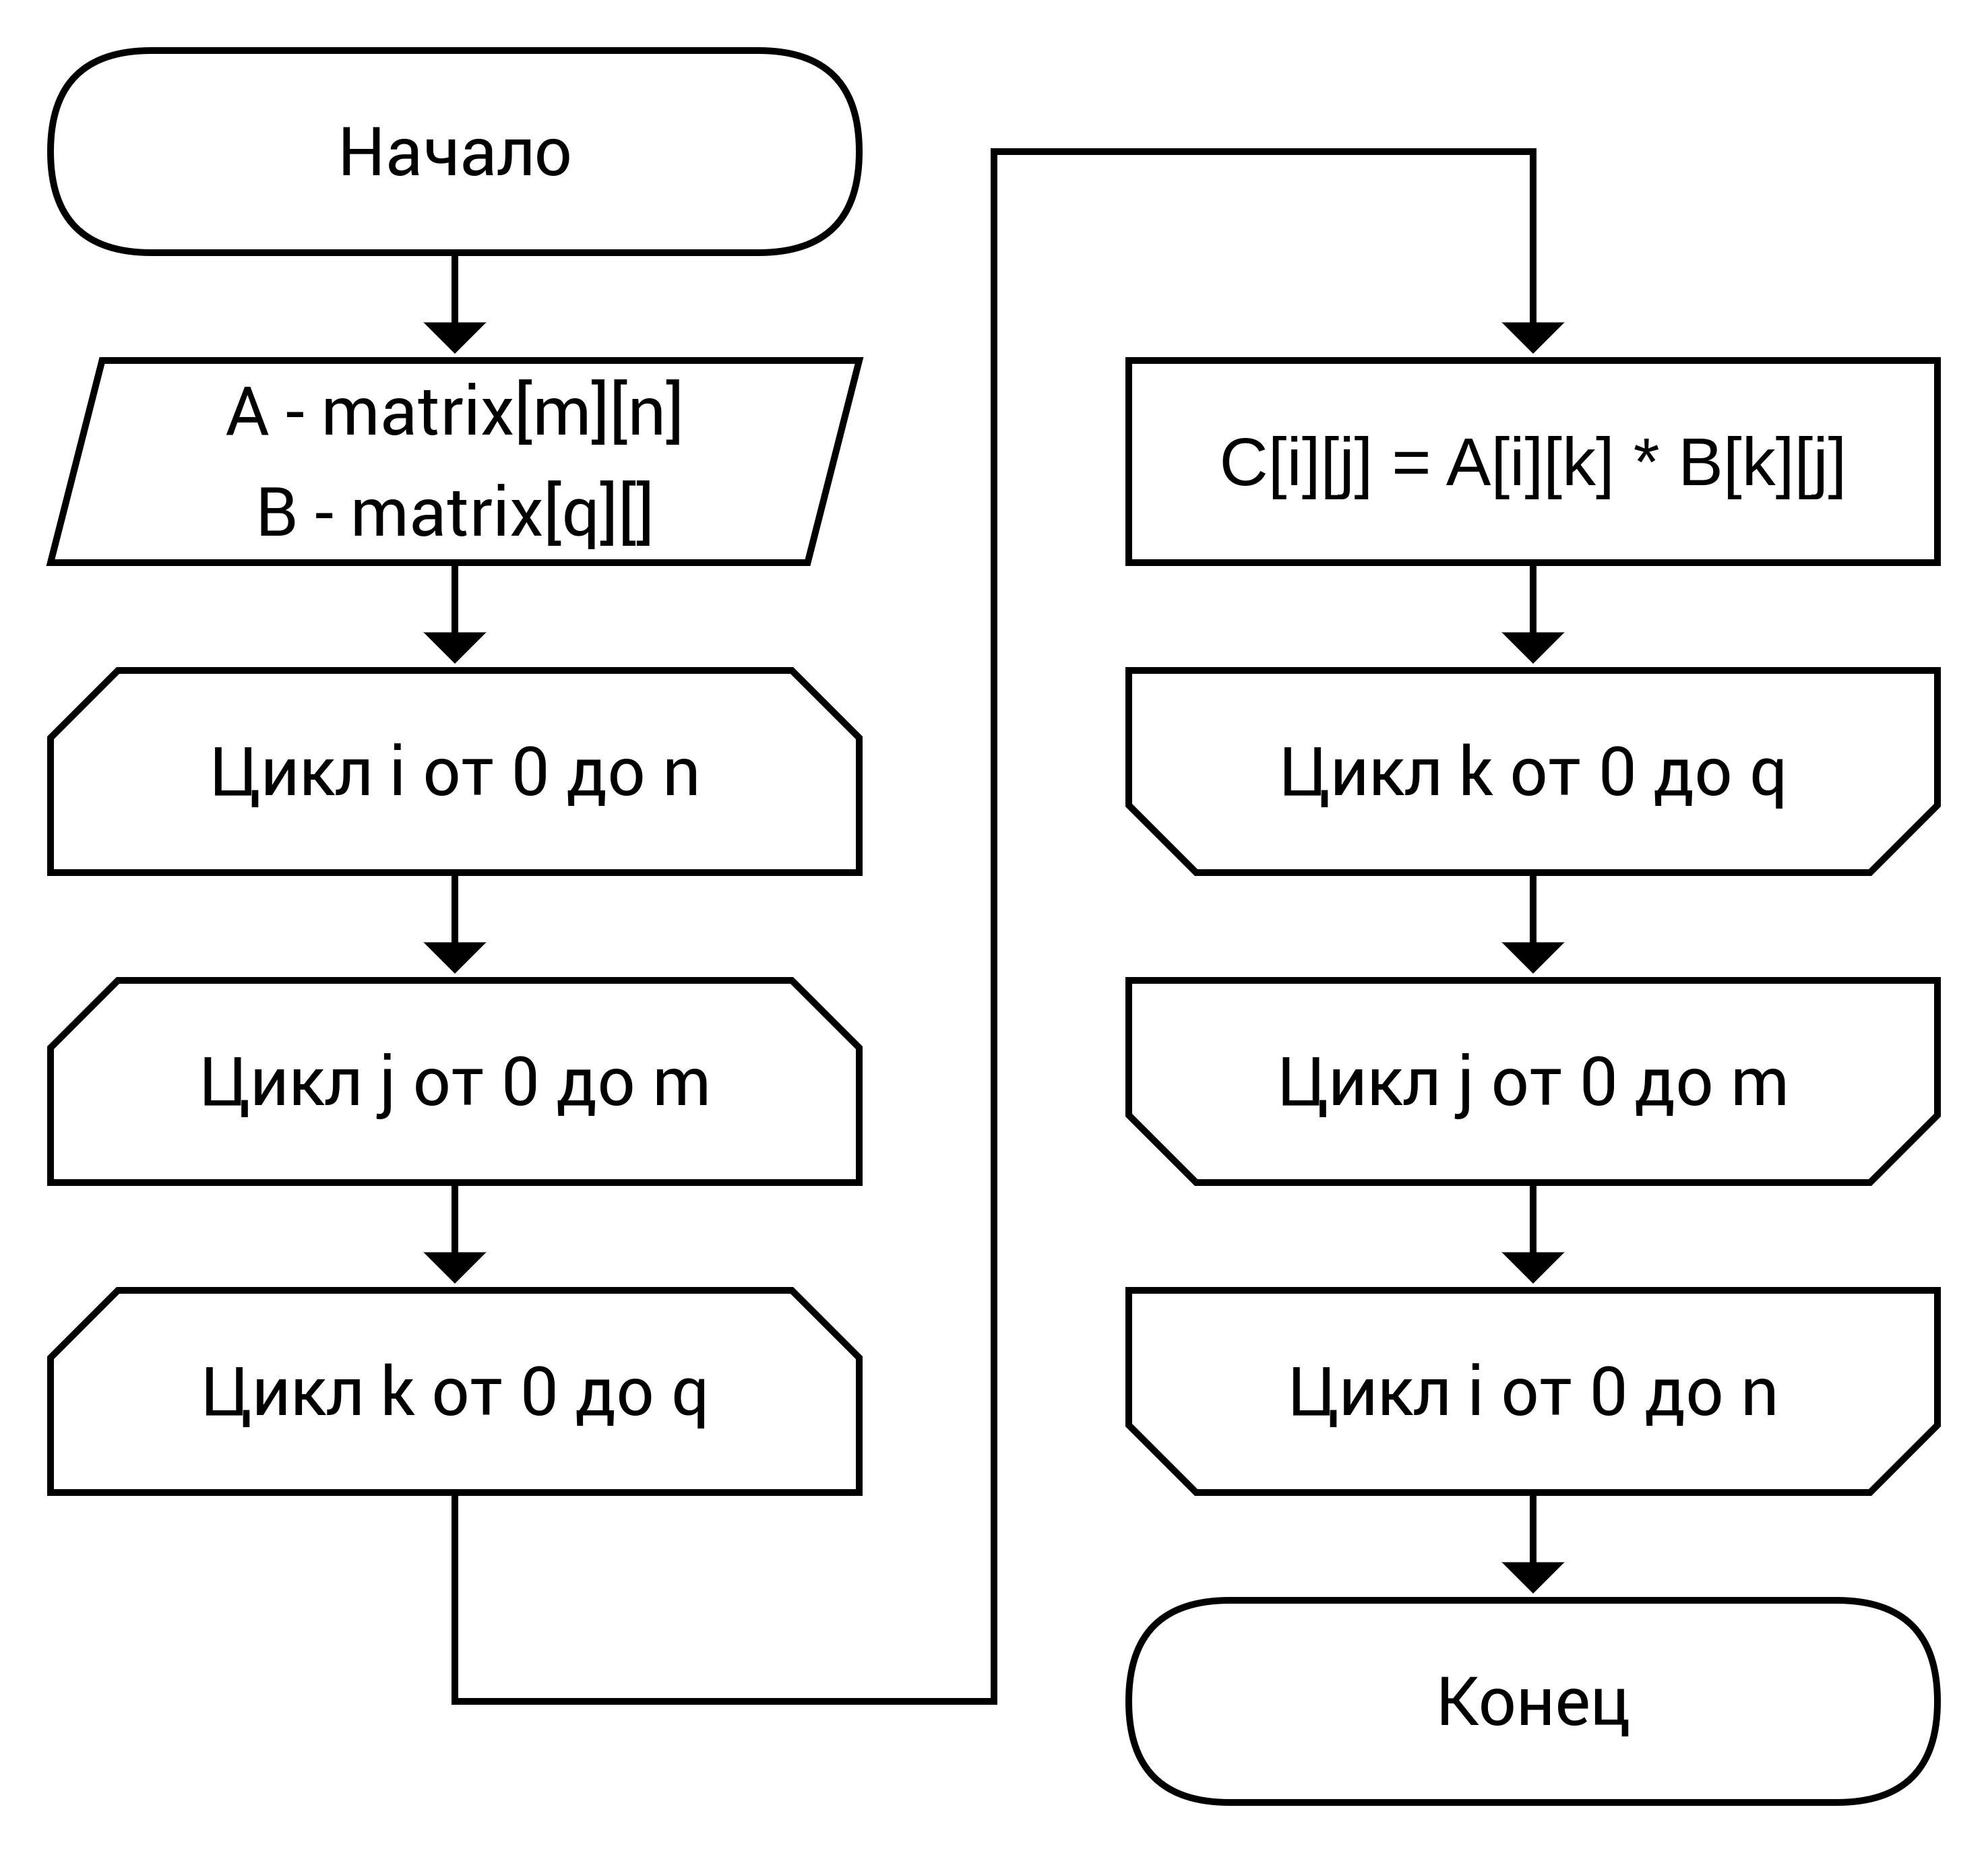 Начало
A - matrix[m][n]
B - matrix[q][]
Цикл i от 0 до n
Цикл j от 0 до m
Цикл k от 0 до q
C[i][j] = A[i][k] * B[k][j]
Цикл k от 0 до q
Цикл j от 0 до m
Цикл i от 0 до n
Конец